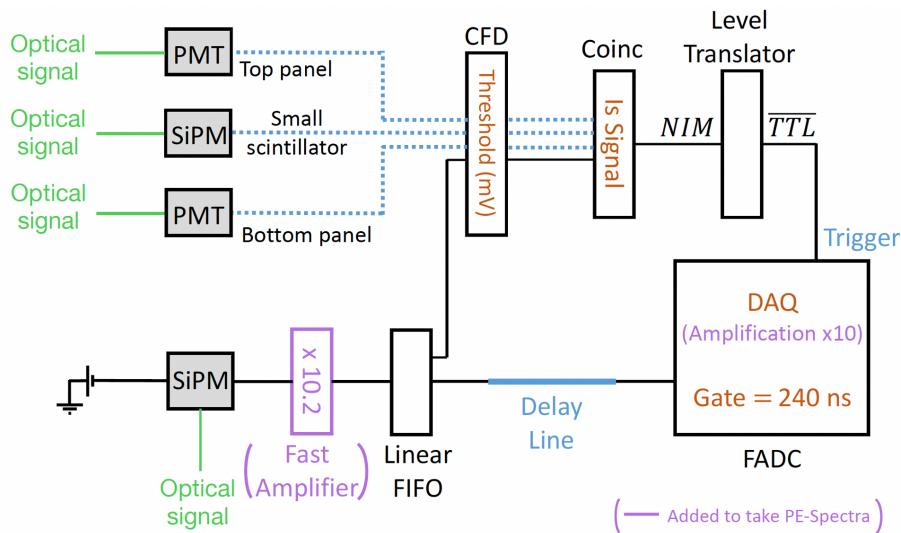 Optical
signal
PMT
Top panel
Optical
signal
SiPM
Small
scintillator
Optical
signal
PMT
Bottom panel
CFD
Threshold (mV)
Coinc
Is Signal
Level
Translator
NIM
TTL
Trigger
DAQ
(Amplification x10)
Gate = 240 ns
FADC
SiPM
Optical
signal
x 10.2
(Fast
Amplifier)
Linear
FIFO
Delay
Line
( — Added to take PE-Spectra )